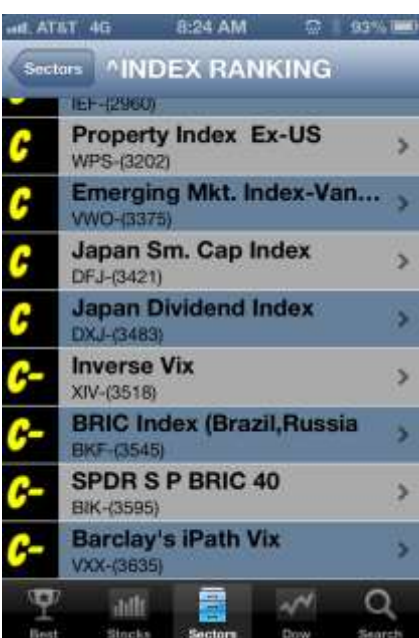 AT&T 4G 8:24 AM 93%
Sectors ^INDEX RANKING
IEF-(2960)
C Property Index Ex-US
WPS-(3202)
C Emerging Mkt. Index-Van...
VWO-(3375)
C Japan Sm. Cap Index
DFJ-(3421)
C Japan Dividend Index
DXJ-(3483)
C- Inverse Vix
XIV-(3518)
C- BRIC Index (Brazil,Russia
BKF-(3545)
C- SPDR S P BRIC 40
BIK-(3595)
C- Barclay's iPath Vix
VXX-(3635)
Best Stocks Sectors Dow Search